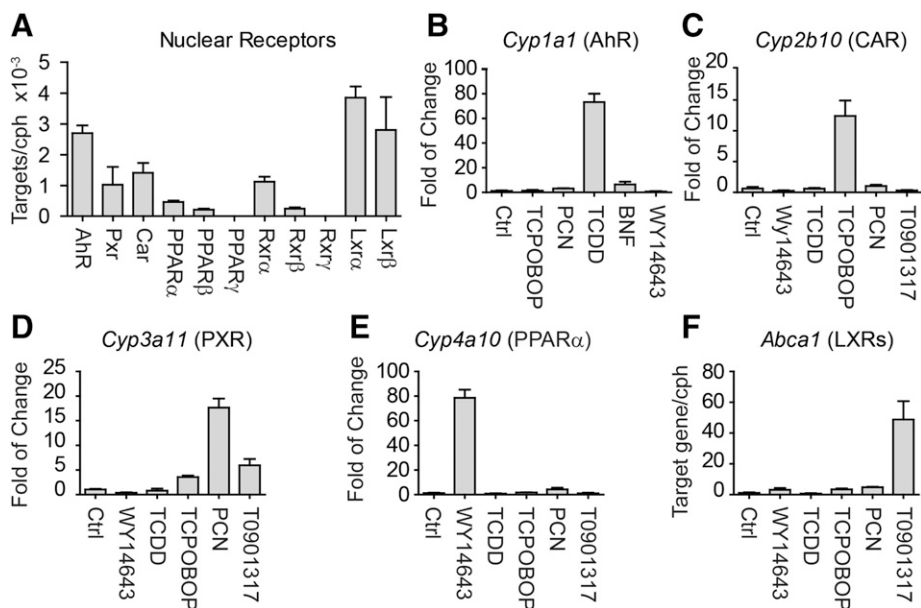 A
Nuclear Receptors
Targets/cph x10-3
5
4
3
2
1
0
AhR
Pxr
Car
PPARα
PPARβ
PPARγ
Rxrα
Rxrβ
Rxrγ
Lxrα
Lxrβ
B
Cyp1a1 (AhR)
Fold of Change
100
80
60
40
20
0
Ctrl
TCPOBOP
PCN
TCDD
BNF
WY14643
C
Cyp2b10 (CAR)
Fold of Change
20
15
10
5
0
Ctrl
Wy14643
TCDD
TCPOBOP
PCN
T0901317
D
Cyp3a11 (PXR)
Fold of Change
25
20
15
10
5
0
Ctrl
WY14643
TCDD
TCPOBOP
PCN
T0901317
E
Cyp4a10 (PPARα)
Fold of Change
100
80
60
40
20
0
Ctrl
WY14643
TCDD
TCPOBOP
PCN
T0901317
F
Abca1 (LXRs)
Target gene/cph
80
60
40
20
0
Ctrl
WY14643
TCDD
TCPOBOP
PCN
T0901317